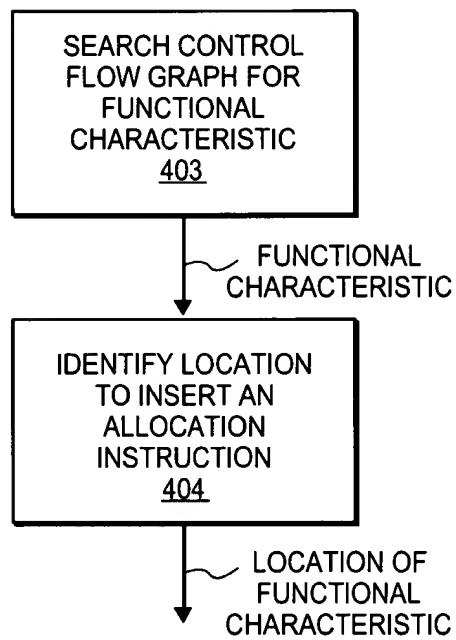 SEARCH CONTROL
FLOW GRAPH FOR
FUNCTIONAL
CHARACTERISTIC
403
FUNCTIONAL
CHARACTERISTIC
IDENTIFY LOCATION
TO INSERT AN
ALLOCATION
INSTRUCTION
404
LOCATION OF
FUNCTIONAL
CHARACTERISTIC